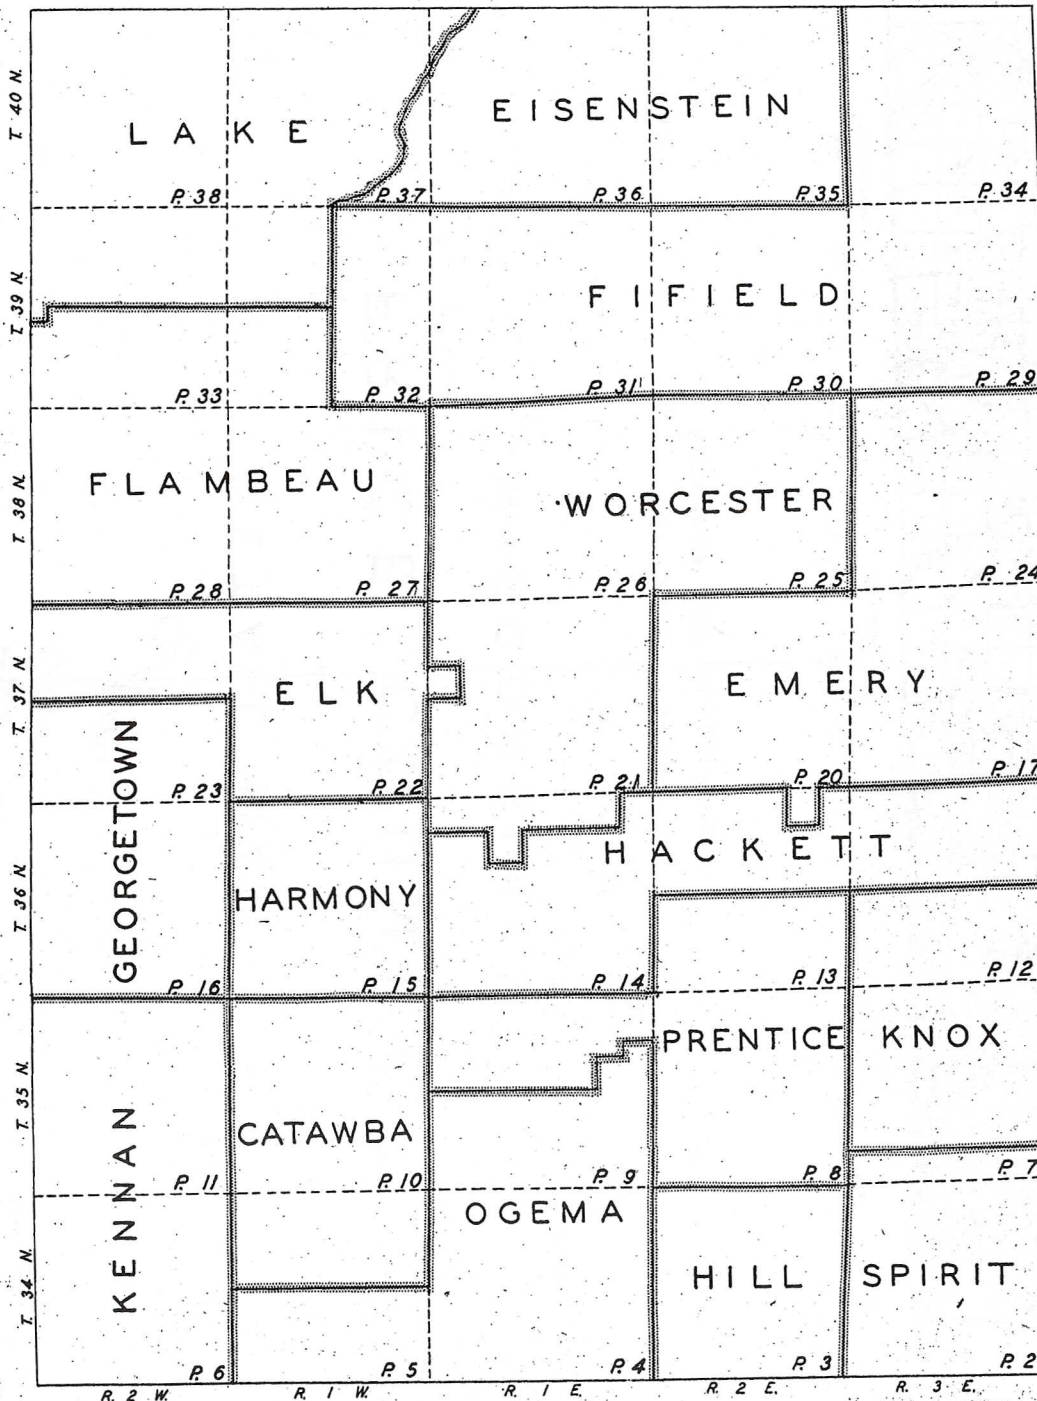 T 40 N.
LAKE
EISENSTEIN
P. 38
P. 37
P. 36
P. 35
P. 34
T 39 N.
FIFIELD
P. 33
P. 32
P. 31
P. 30
P. 29
T. 38 N.
FLAMBEAU
WORCESTER
P. 28
P. 27
P. 26
P. 25
P. 24
T. 37 N.
ELK
EMERY
P. 23
P. 22
P. 21
P. 20
P. 17
T 36 N.
GEORGETOWN
HARMONY
HACKETT
P. 16
P. 15
P. 14
P. 13
P. 12
T. 35 N.
KENNAN
CATAWBA
PRENTICE
KNOX
P. 11
P. 10
P. 9
P. 8
P. 7
T. 34 N.
OGEMA
HILL
SPIRIT
P. 6
P. 5
P. 4
P. 3
P. 2
R. 2 W.
R. 1 W.
R. 1 E.
R. 2 E.
R. 3 E.